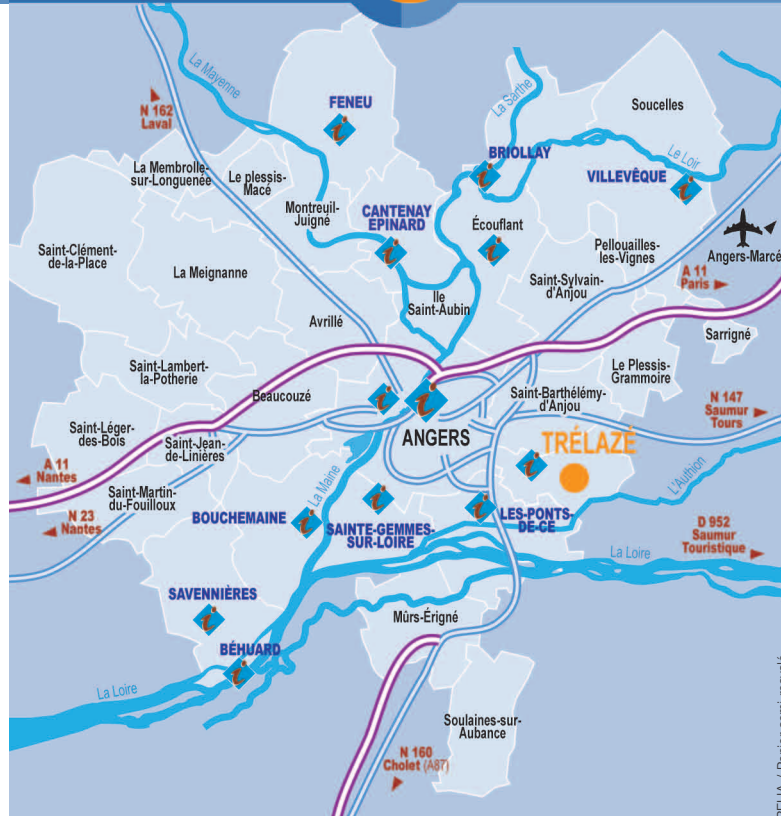 La Mayenne
N 162
Laval
FENEU
La Sarthe
Soucelles
BRIOLLAY
Le Loir
VILLEVÊQUE
La Membrolle-
sur-Longuenée
Le plessis-
Macé
Montreuil-
Juigné
CANTENAY
EPINARD
Écouflant
Pellouailles-
les-Vignes
Angers-Marcé
Saint-Clément-
de-la-Place
La Meignanne
Saint-Sylvain-
d'Anjou
A 11
Paris
Ile
Saint-Aubin
Avrillé
Sarrigné
Saint-Lambert-
la-Potherie
Beaucouzé
Le Plessis-
Grammoire
Saint-Barthélémy-
d'Anjou
N 147
Saumur
Tours
Saint-Léger-
des-Bois
Saint-Jean-
de-Linières
ANGERS
TRÉLAZÉ
A 11
Nantes
La Maine
L'Authion
Saint-Martin-
du-Fouilloux
N 23
Nantes
BOUCHEMAINE
SAINTE-GEMMES-
SUR-LOIRE
LES-PONTS-
DE-CÉ
D 952
Saumur
Touristique
La Loire
SAVENNIÈRES
Mûrs-Érigné
BÉHUARD
La Loire
Soulaines-sur-
Aubance
N 160
Cholet (A87)